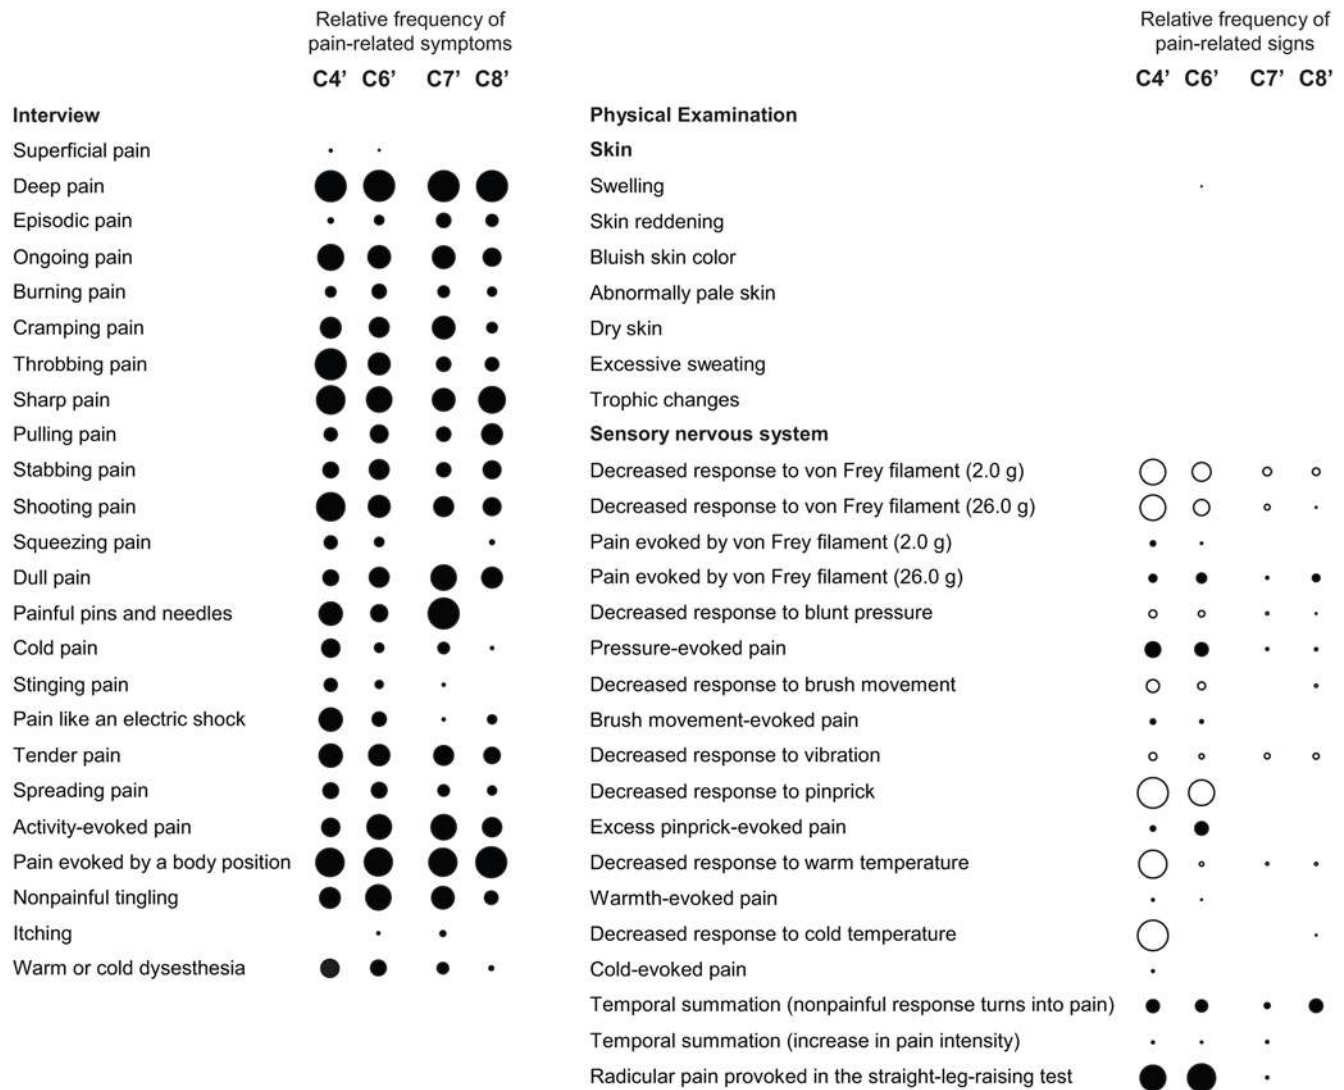 Relative frequency of
pain-related symptoms
C4’ C6’ C7’ C8’
Interview
Superficial pain
Deep pain
Episodic pain
Ongoing pain
Burning pain
Cramping pain
Throbbing pain
Sharp pain
Pulling pain
Stabbing pain
Shooting pain
Squeezing pain
Dull pain
Painful pins and needles
Cold pain
Stinging pain
Pain like an electric shock
Tender pain
Spreading pain
Activity-evoked pain
Pain evoked by a body position
Nonpainful tingling
Itching
Warm or cold dysesthesia
Relative frequency of
pain-related signs
C4’ C6’ C7’ C8’
Physical Examination
Skin
Swelling
Skin reddening
Bluish skin color
Abnormally pale skin
Dry skin
Excessive sweating
Trophic changes
Sensory nervous system
Decreased response to von Frey filament (2.0 g)
Decreased response to von Frey filament (26.0 g)
Pain evoked by von Frey filament (2.0 g)
Pain evoked by von Frey filament (26.0 g)
Decreased response to blunt pressure
Pressure-evoked pain
Decreased response to brush movement
Brush movement-evoked pain
Decreased response to vibration
Decreased response to pinprick
Excess pinprick-evoked pain
Decreased response to warm temperature
Warmth-evoked pain
Decreased response to cold temperature
Cold-evoked pain
Temporal summation (nonpainful response turns into pain)
Temporal summation (increase in pain intensity)
Radicular pain provoked in the straight-leg-raising test